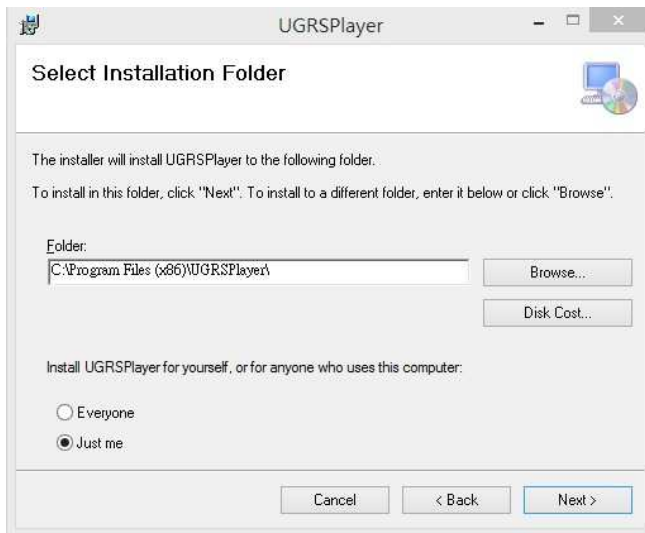 UGRSPlayer
Select Installation Folder
The installer will install UGRSPlayer to the following folder.
To install in this folder, click "Next". To install to a different folder, enter it below or click "Browse".
Folder:
C:\Program Files (x86)\UGRSPlayer\
Browse...
Disk Cost...
Install UGRSPlayer for yourself, or for anyone who uses this computer:
Everyone
Just me
Cancel
< Back
Next >